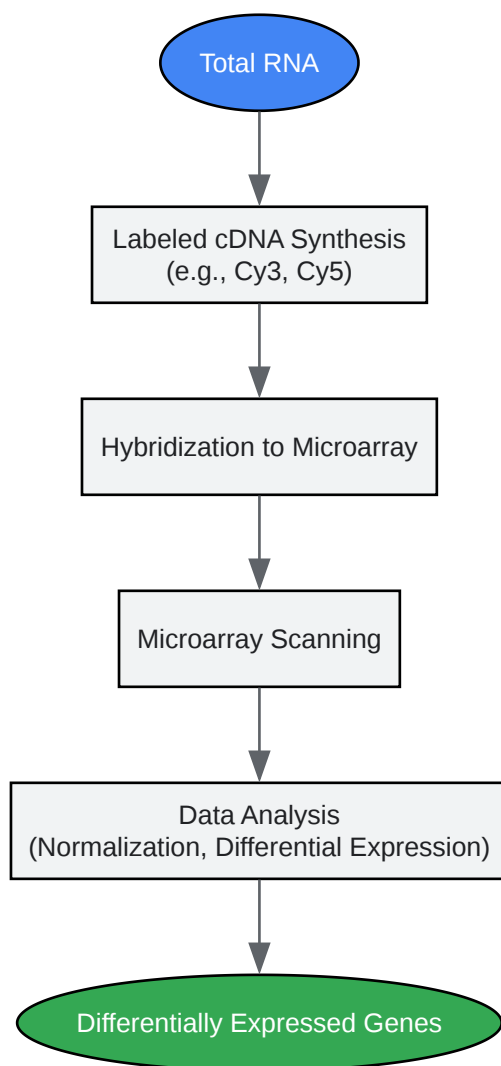 Total RNA
Labeled cDNA Synthesis
(e.g., Cy3, Cy5)
Hybridization to Microarray
Microarray Scanning
Data Analysis
(Normalization, Differential Expression)
Differentially Expressed Genes